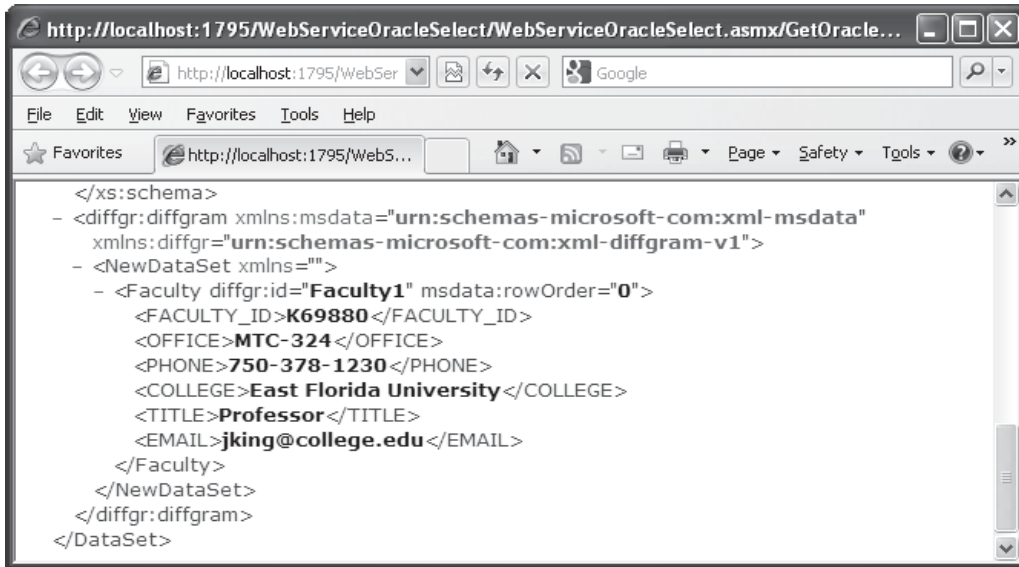 http://localhost:1795/WebServiceOracleSelect/WebServiceOracleSelect.asmx/GetOracle...
http://localhost:1795/WebSer
Google
File Edit View Favorites Tools Help
Favorites http://localhost:1795/WebS... Page Safety Tools »
</xs:schema>
– <diffgr:diffgram xmlns:msdata="urn:schemas-microsoft-com:xml-msdata"
xmlns:diffgr="urn:schemas-microsoft-com:xml-diffgram-v1">
– <NewDataSet xmlns="">
– <Faculty diffgr:id="Faculty1" msdata:rowOrder="0">
<FACULTY_ID>K69880</FACULTY_ID>
<OFFICE>MTC-324</OFFICE>
<PHONE>750-378-1230</PHONE>
<COLLEGE>East Florida University</COLLEGE>
<TITLE>Professor</TITLE>
<EMAIL>jking@college.edu</EMAIL>
</Faculty>
</NewDataSet>
</diffgr:diffgram>
</DataSet>